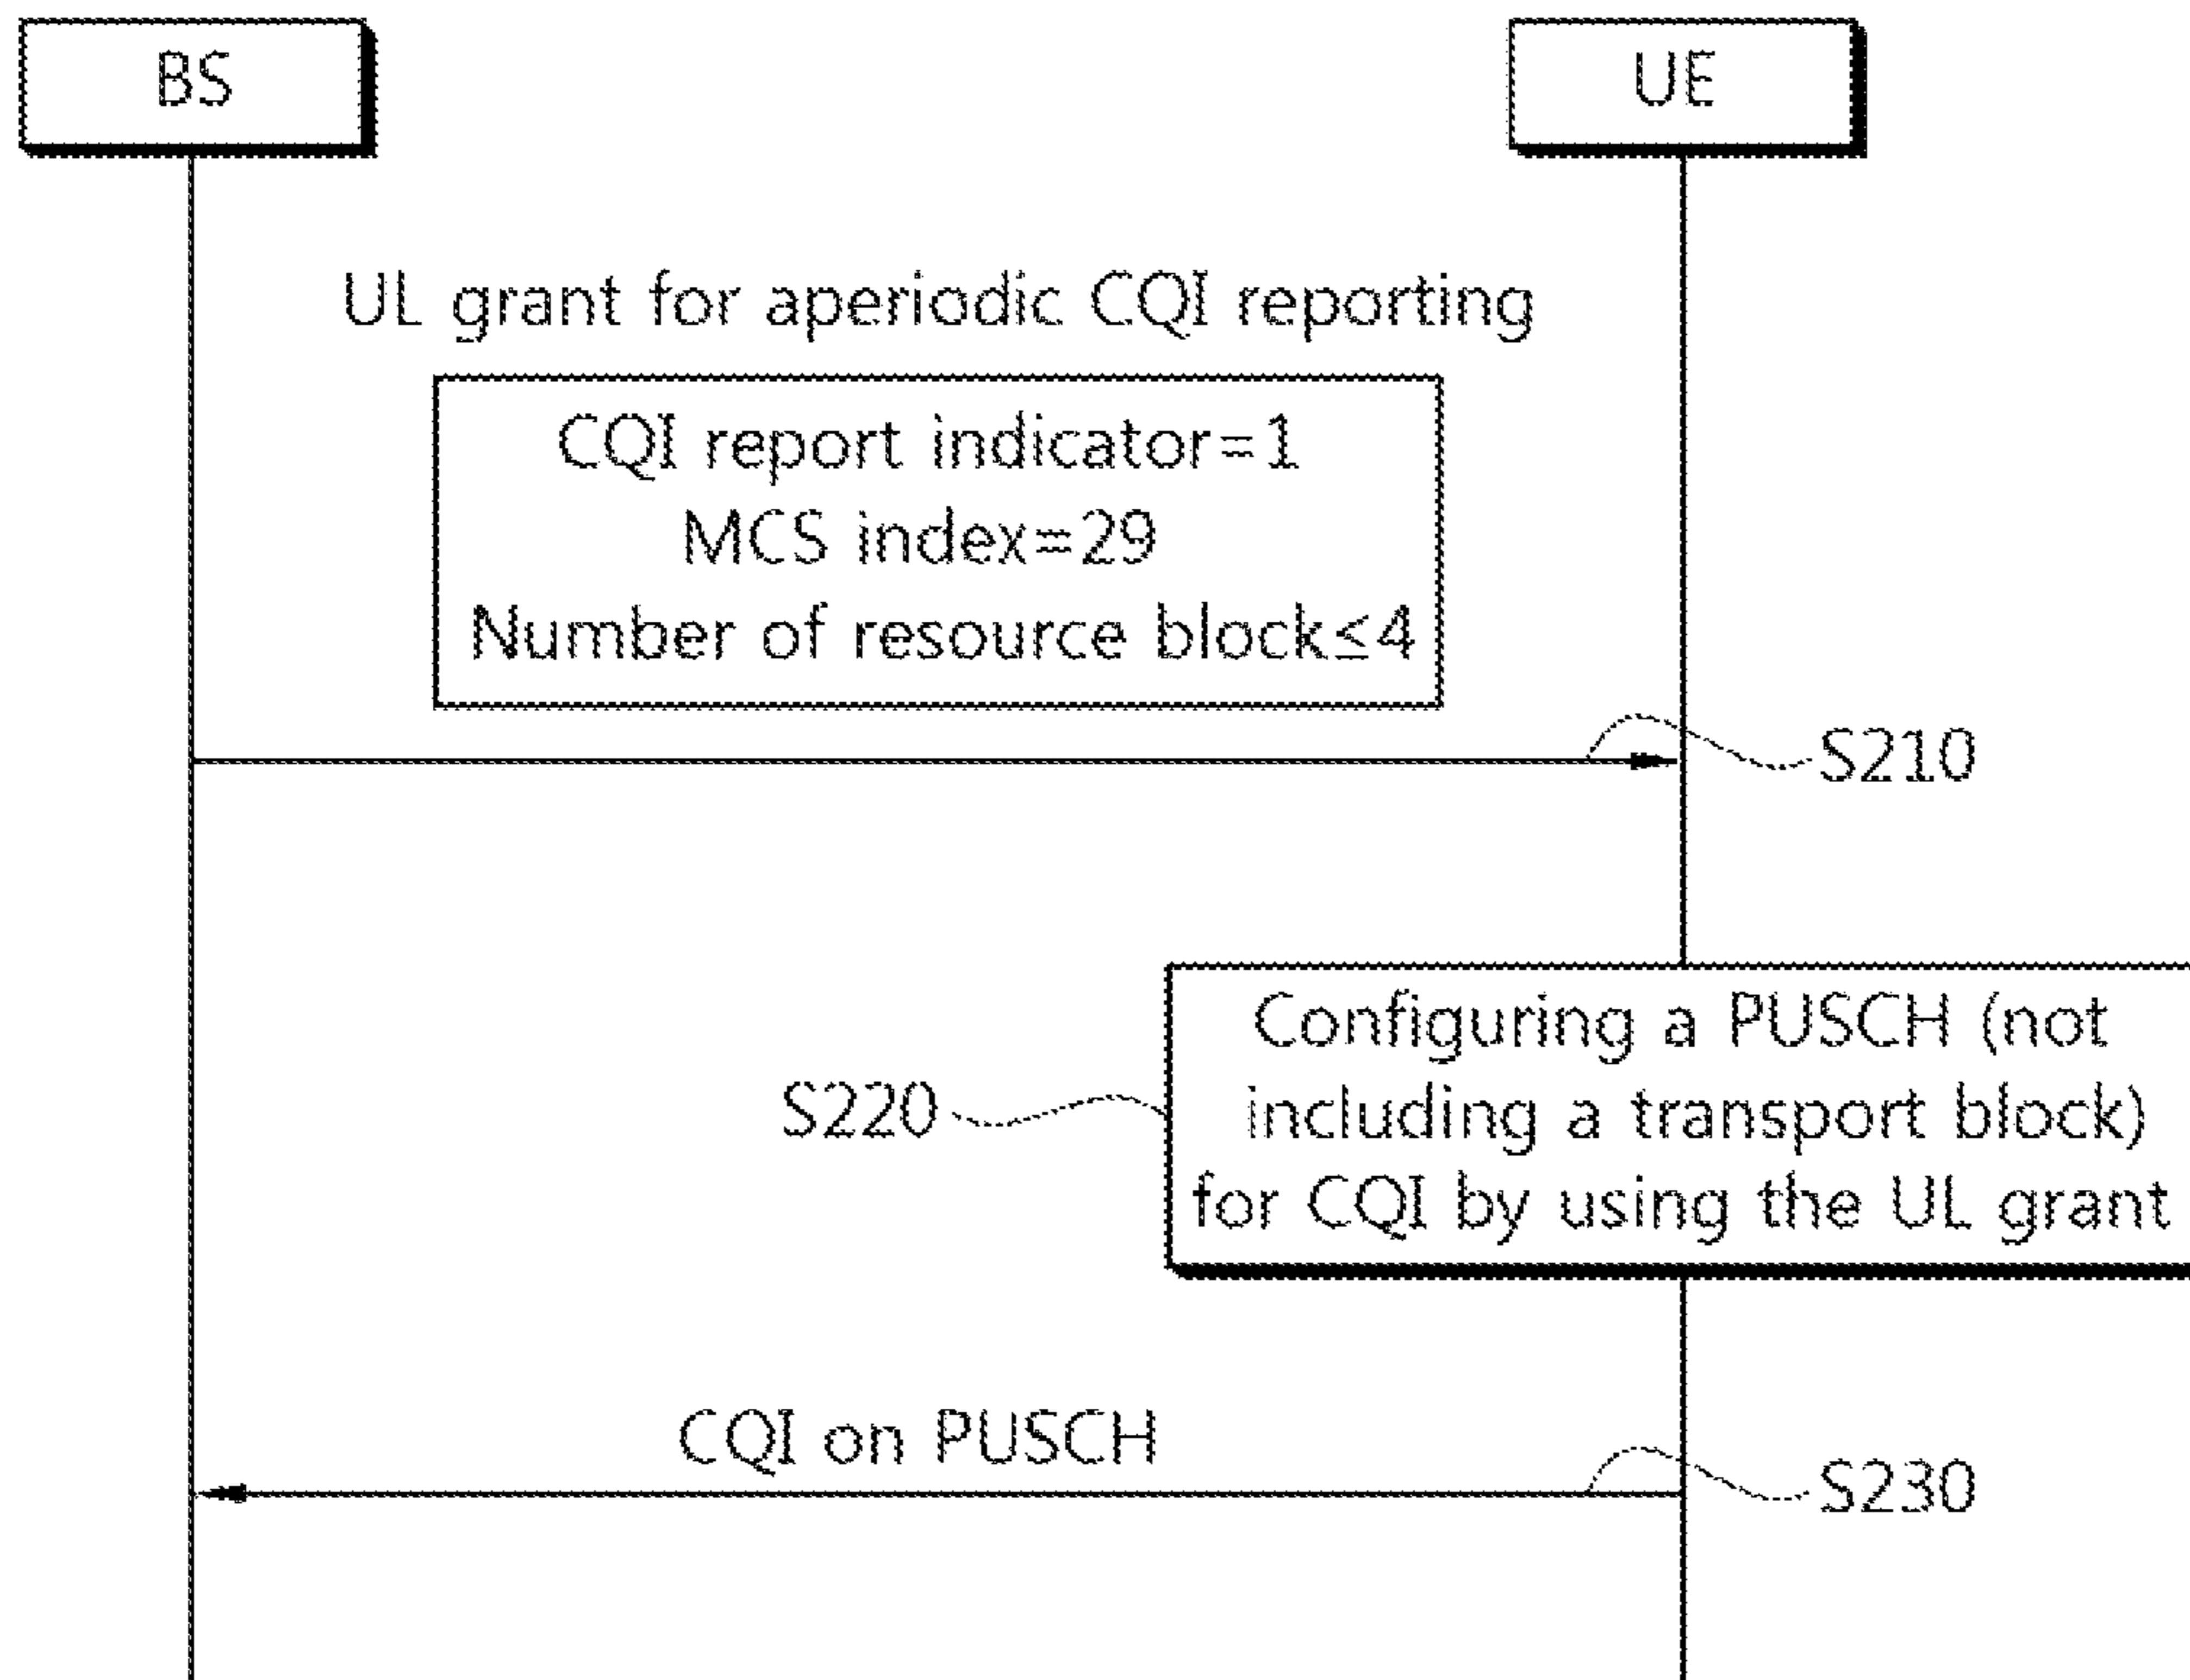 BS
UE
UL grant for aperiodic CQI reporting
CQI report indicator=1
MCS index=29
Number of resource block≤4
S210
Configuring a PUSCH (not
including a transport block)
for CQI by using the UL grant
S220
CQI on PUSCH
S230